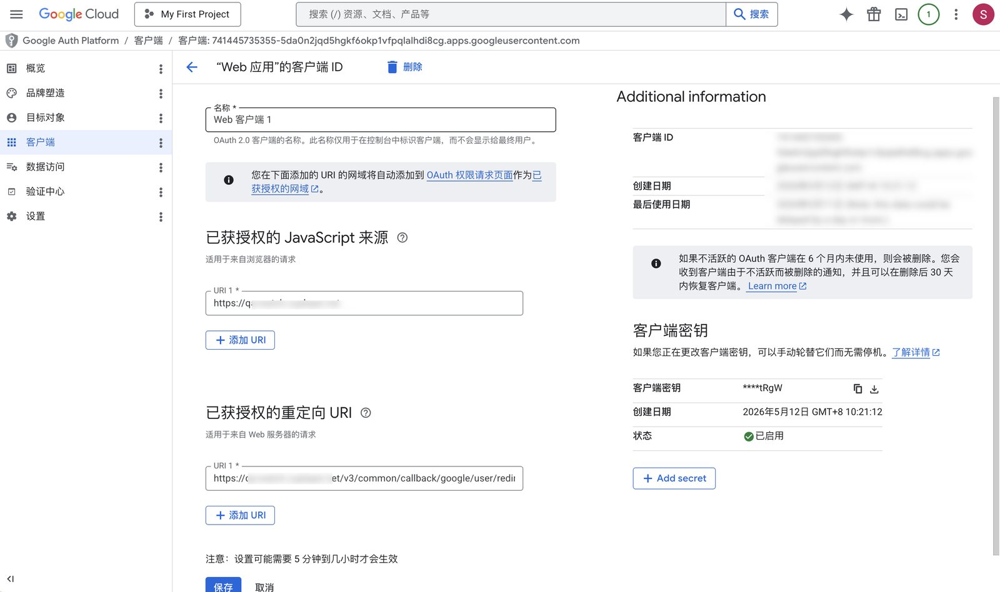 Google Cloud
My First Project
搜索 (/) 资源、文档、产品等
搜索
1
S
Google Auth Platform / 客户端 / 客户端: 741445735355-5da0n2jqd5hgkf6okp1vfpqlalhdi8cg.apps.googleusercontent.com
概览
品牌塑造
目标对象
客户端
数据访问
验证中心
设置
“Web 应用”的客户端 ID
删除
名称 *
Web 客户端 1
OAuth 2.0 客户端的名称。此名称仅用于在控制台中标识客户端，而不会显示给最终用户。
您在下面添加的 URI 的网域将自动添加到 OAuth 权限请求页面作为已
获授权的网域。
已获授权的 JavaScript 来源
适用于来自浏览器的请求
URI 1 *
https://q
添加 URI
已获授权的重定向 URI
适用于来自 Web 服务器的请求
URI 1 *
https:// et/v3/common/callback/google/user/redir
添加 URI
注意：设置可能需要 5 分钟到几小时才会生效
保存
取消
Additional information
客户端 ID
创建日期
最后使用日期
如果不活跃的 OAuth 客户端在 6 个月内未使用，则会被删除。您会
收到客户端由于不活跃而被删除的通知，并且可以在删除后 30 天
内恢复客户端。 Learn more
客户端密钥
如果您正在更改客户端密钥，可以手动轮替它们而无需停机。了解详情
客户端密钥 ****tRgW
创建日期 2026年5月12日 GMT+8 10:21:12
状态 已启用
Add secret